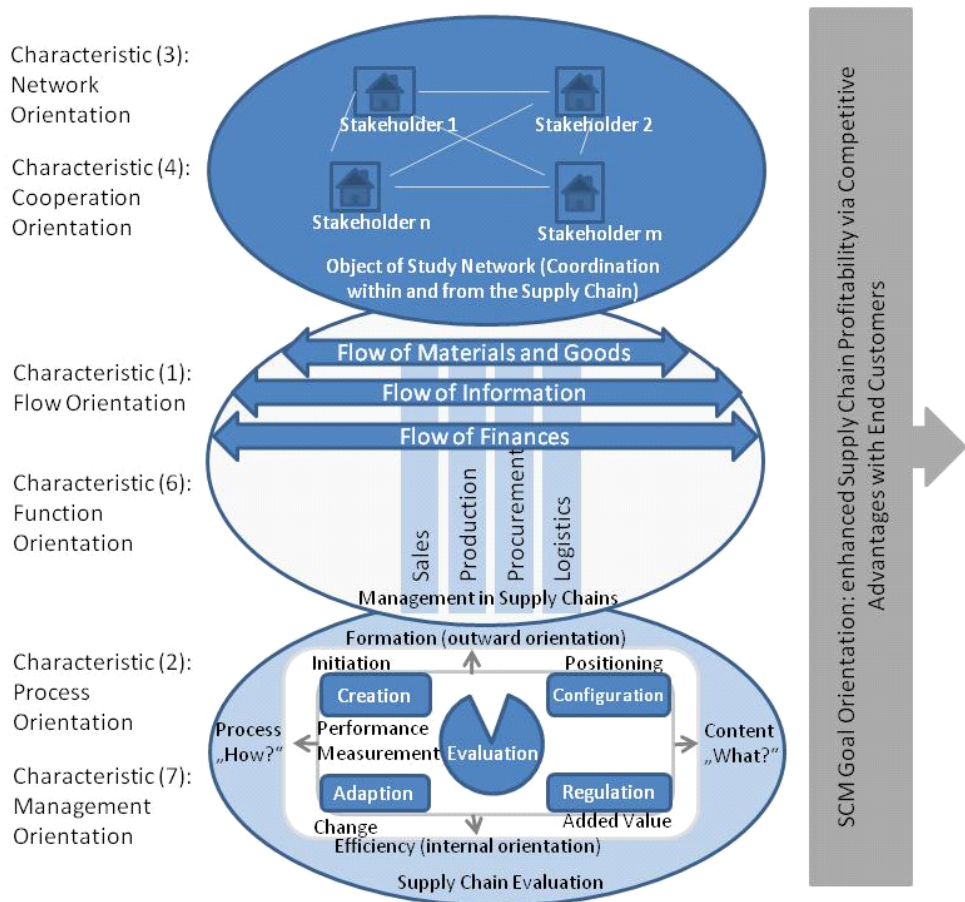 Characteristic (3):
Network
Orientation
Characteristic (4):
Cooperation
Orientation
Stakeholder 1
Stakeholder 2
Stakeholder n
Stakeholder m
Object of Study Network (Coordination
within and from the Supply Chain)
Characteristic (1):
Flow Orientation
Characteristic (6):
Function
Orientation
Flow of Materials and Goods
Flow of Information
Flow of Finances
Sales
Production
Procurement
Logistics
Management in Supply Chains
Characteristic (2):
Process
Orientation
Characteristic (7):
Management
Orientation
Formation (outward orientation)
Initiation
Positioning
Creation
Configuration
Process
„How?"
Performance
Measurement
Evaluation
Content
„What?"
Adaption
Regulation
Change
Added Value
Efficiency (internal orientation)
Supply Chain Evaluation
SCM Goal Orientation: enhanced Supply Chain Profitability via Competitive
Advantages with End Customers